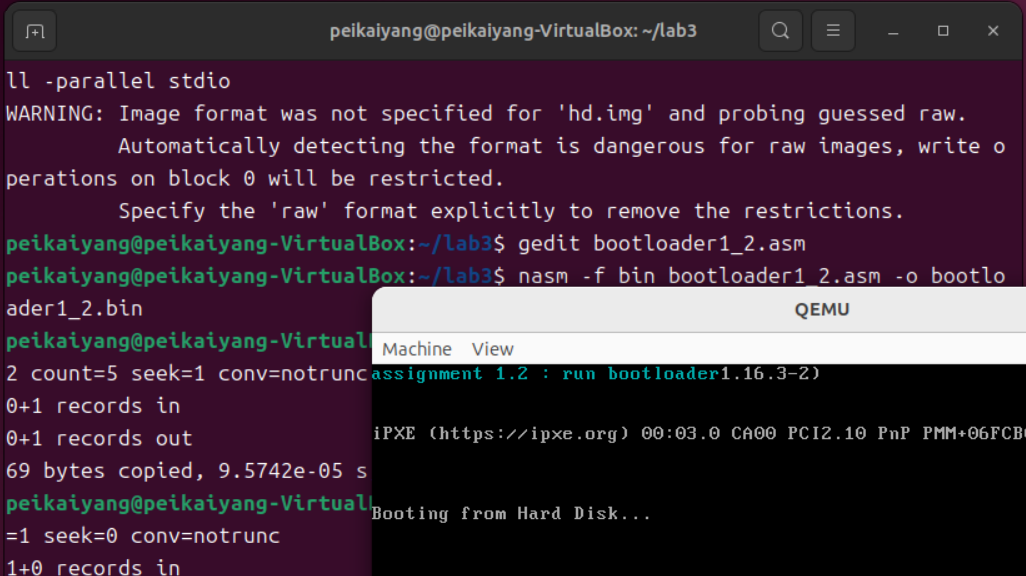 peikaiyang@peikaiyang-VirtualBox: ~/lab3
ll -parallel stdio
WARNING: Image format was not specified for 'hd.img' and probing guessed raw.
         Automatically detecting the format is dangerous for raw images, write o
perations on block 0 will be restricted.
         Specify the 'raw' format explicitly to remove the restrictions.
peikaiyang@peikaiyang-VirtualBox:~/lab3$ gedit bootloader1_2.asm
peikaiyang@peikaiyang-VirtualBox:~/lab3$ nasm -f bin bootloader1_2.asm -o bootlo
ader1_2.bin
peikaiyang@peikaiyang-Virtual
2 count=5 seek=1 conv=notrunc
0+1 records in
0+1 records out
69 bytes copied, 9.5742e-05 s
peikaiyang@peikaiyang-Virtual
=1 seek=0 conv=notrunc
1+0 records in
QEMU
Machine View
assignment 1.2 : run bootloader1.16.3-2)
iPXE (https://ipxe.org) 00:03.0 CA00 PCI2.10 PnP PMM+06FCB
Booting from Hard Disk...